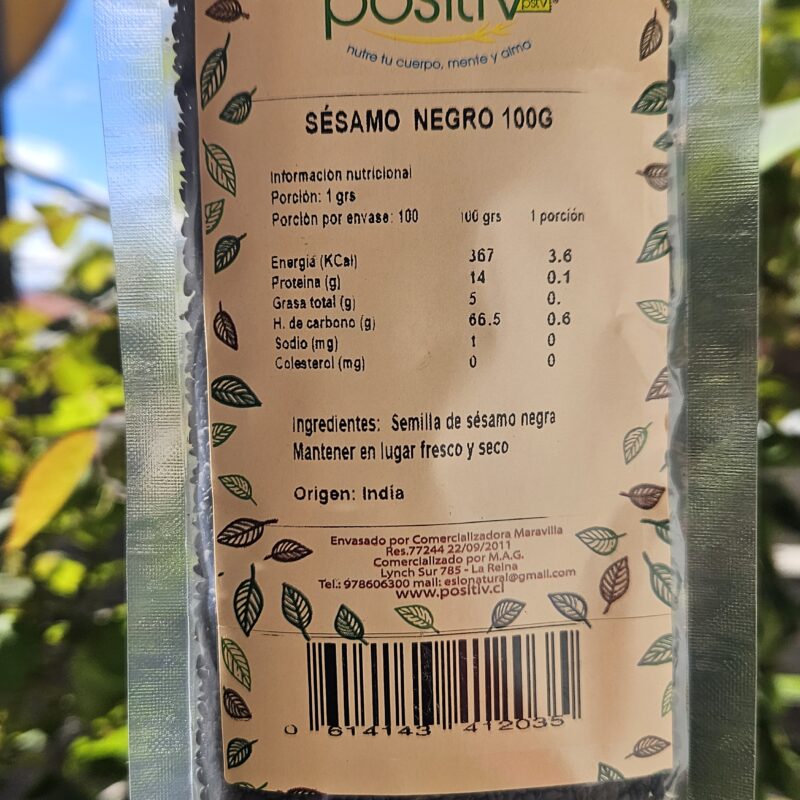 positiv
pstv
nutre tu cuerpo, mente y alma
SÉSAMO NEGRO 100G
Información nutricional
Porción: 1 grs
Porción por envase: 100 100 grs 1 porción
Energía (KCal) 367 3.6
Proteina (g) 14 0.1
Grasa total (g) 5 0.
H. de carbono (g) 66.5 0.6
Sodio (mg) 1 0
Colesterol (mg) 0 0
Ingredientes: Semilla de sésamo negra
Mantener en lugar fresco y seco
Origen: India
Envasado por Comercializadora Maravilla
Res.77244 22/09/2011
Comercializado por M.A.G.
Lynch Sur 785 - La Reina
Tel.: 978606300 mail: eslonatural@gmail.com
www.positiv.cl
0 614143 412035